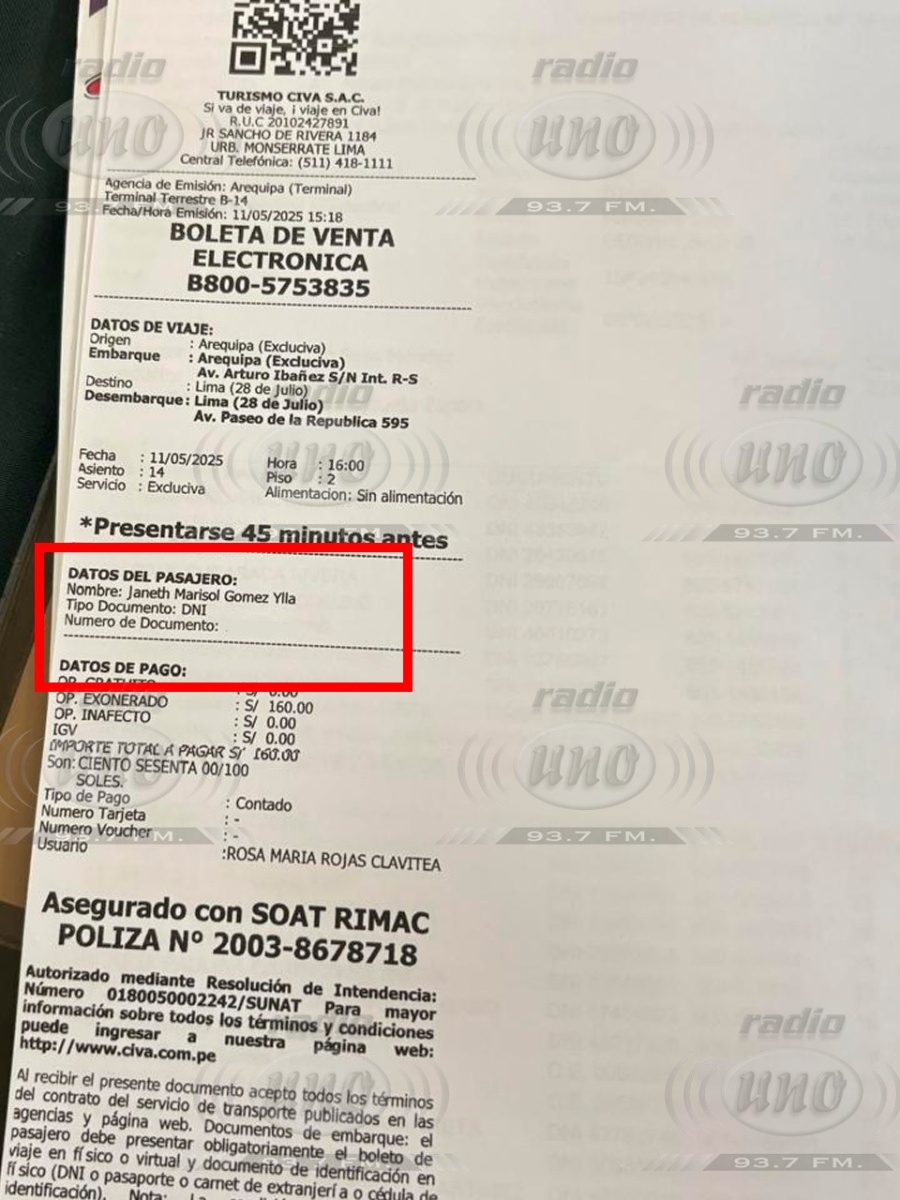 TURISMO CIVA S.A.C.
Si va de viaje, ¡ viaje en Civa!
R.U.C 20102427891
JR SANCHO DE RIVERA 1184
URB. MONSERRATE LIMA
Central Telefónica: (511) 418-1111
Agencia de Emisión: Arequipa (Terminal)
Terminal Terrestre B-14
Fecha/Hora Emisión: 11/05/2025 15:18
BOLETA DE VENTA
ELECTRONICA
B800-5753835
DATOS DE VIAJE:
Origen : Arequipa (Excluciva)
Embarque : Arequipa (Excluciva)
Av. Arturo Ibañez S/N Int. R-S
Destino : Lima (28 de Julio)
Desembarque : Lima (28 de Julio)
Av. Paseo de la Republica 595
Fecha : 11/05/2025 Hora : 16:00
Asiento : 14 Piso : 2
Servicio : Excluciva Alimentacion: Sin alimentación
*Presentarse 45 minutos antes
DATOS DEL PASAJERO:
Nombre: Janeth Marisol Gomez Ylla
Tipo Documento: DNI
Numero de Documento:
DATOS DE PAGO:
OP. GRATUITO : S/ 0.00
OP. EXONERADO : S/ 160.00
OP. INAFECTO : S/ 0.00
IGV : S/ 0.00
IMPORTE TOTAL A PAGAR S/ 160.00
Son: CIENTO SESENTA 00/100
SOLES.
Tipo de Pago : Contado
Numero Tarjeta : -
Numero Voucher : -
Usuario :ROSA MARIA ROJAS CLAVITEA
Asegurado con SOAT RIMAC
POLIZA Nº 2003-8678718
Autorizado mediante Resolución de Intendencia:
Número 0180050002242/SUNAT Para mayor
información sobre todos los términos y condiciones
puede ingresar a nuestra página web:
http://www.civa.com.pe
Al recibir el presente documento acepto todos los términos
del contrato del servicio de transporte publicados en las
agencias y página web. Documentos de embarque: el
pasajero debe presentar obligatoriamente el boleto de
viaje en físico o virtual y documento de identificación en
físico (DNI o pasaporte o carnet de extranjería o cédula de
identificación). Nota: La
radio
uno
93.7 FM.